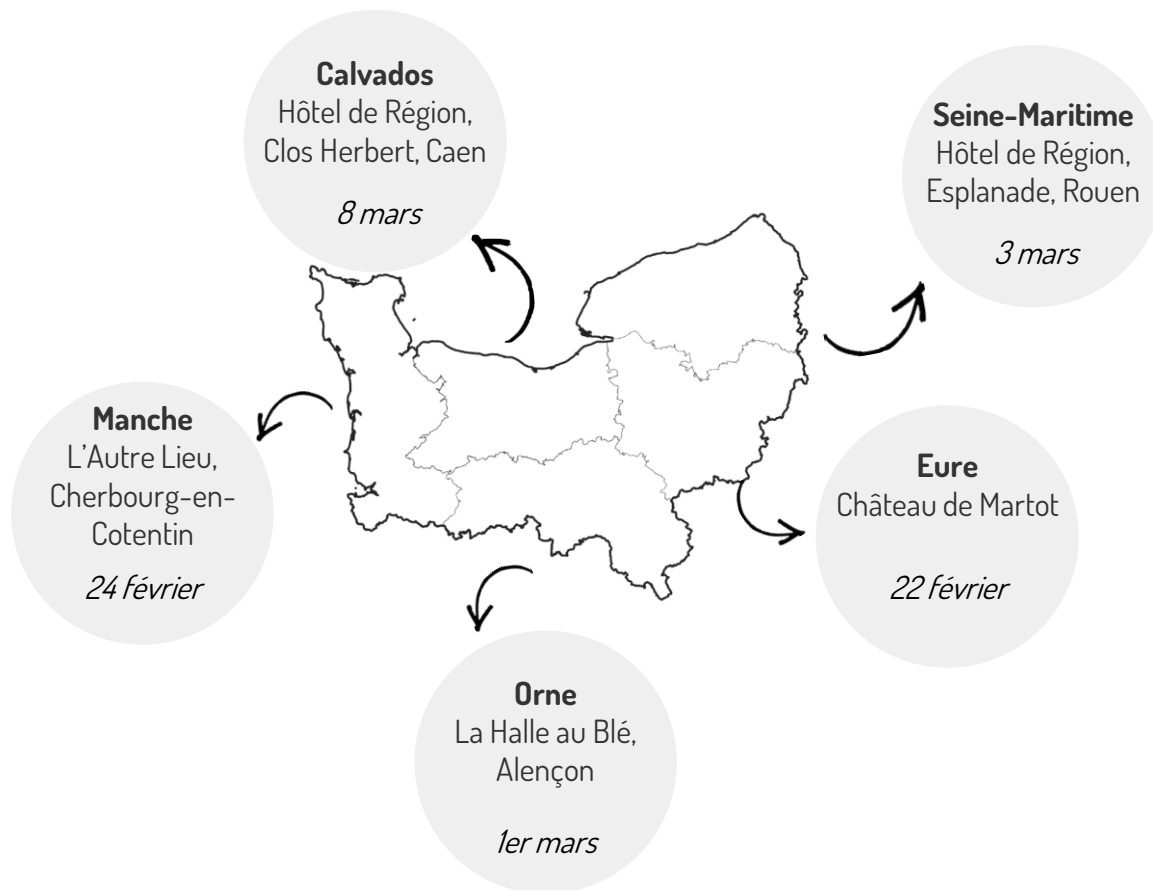 Calvados
Hôtel de Région,
Clos Herbert, Caen
8 mars
Seine-Maritime
Hôtel de Région,
Esplanade, Rouen
3 mars
Manche
L'Autre Lieu,
Cherbourg-en-
Cotentin
24 février
Eure
Château de Martot
22 février
Orne
La Halle au Blé,
Alençon
1er mars